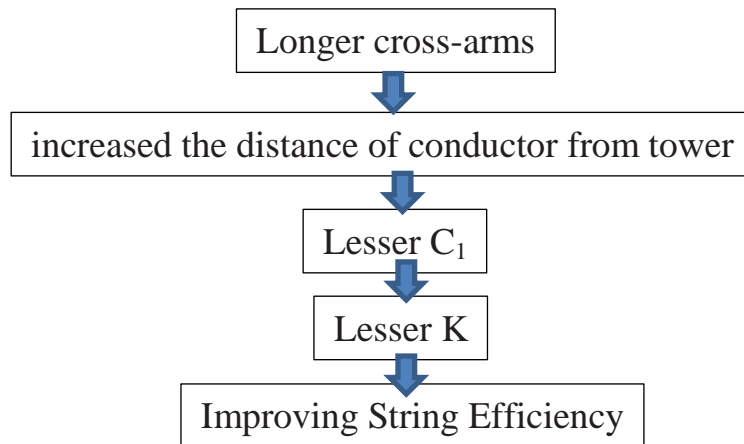 Longer cross-arms
increased the distance of conductor from tower
Lesser C₁
Lesser K
Improving String Efficiency